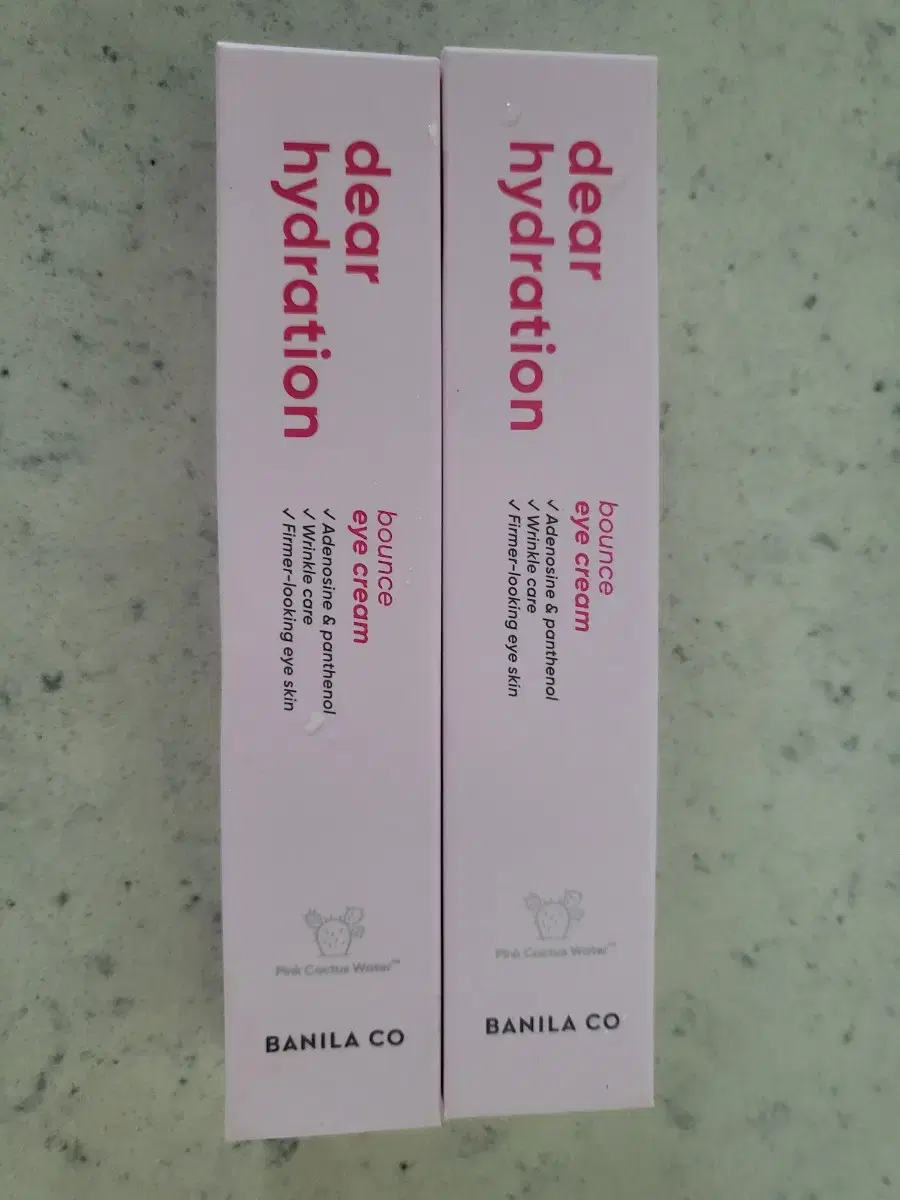 dear
hydration
bounce
eye cream
✓ Adenosine & panthenol
✓ Wrinkle care
✓ Firmer-looking eye skin
Pink Cactus Water™
BANILA CO
dear
hydration
bounce
eye cream
✓ Adenosine & panthenol
✓ Wrinkle care
✓ Firmer-looking eye skin
Pink Cactus Water™
BANILA CO